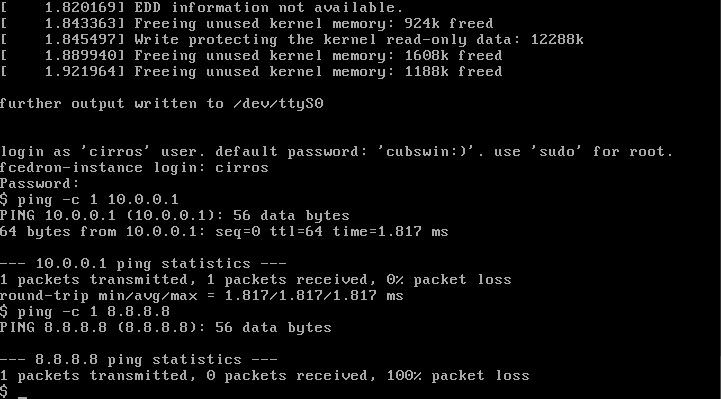 [    1.820169] EDD information not available.
[    1.843363] Freeing unused kernel memory: 924k freed
[    1.845497] Write protecting the kernel read-only data: 12288k
[    1.889940] Freeing unused kernel memory: 1608k freed
[    1.921964] Freeing unused kernel memory: 1188k freed
further output written to /dev/ttyS0
login as 'cirros' user. default password: 'cubswin:)'. use 'sudo' for root.
fcedron-instance login: cirros
Password:
$ ping -c 1 10.0.0.1
PING 10.0.0.1 (10.0.0.1): 56 data bytes
64 bytes from 10.0.0.1: seq=0 ttl=64 time=1.817 ms
--- 10.0.0.1 ping statistics ---
1 packets transmitted, 1 packets received, 0% packet loss
round-trip min/avg/max = 1.817/1.817/1.817 ms
$ ping -c 1 8.8.8.8
PING 8.8.8.8 (8.8.8.8): 56 data bytes
--- 8.8.8.8 ping statistics ---
1 packets transmitted, 0 packets received, 100% packet loss
$ _